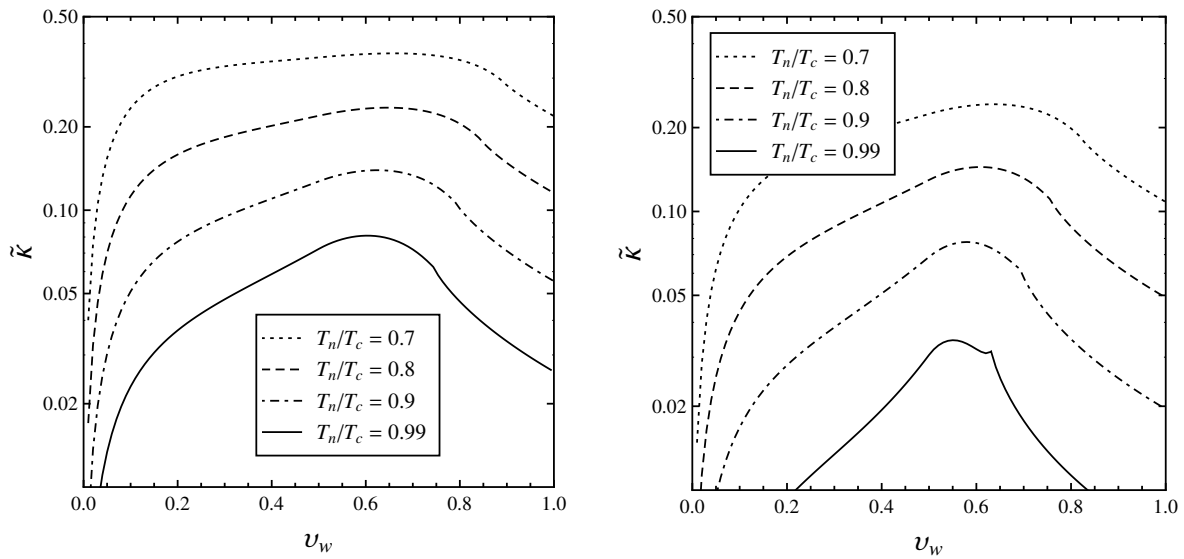 0.50
0.20
0.10
0.05
0.02
κ̃
0.0
0.2
0.4
0.6
0.8
1.0
υ_w
T_n/T_c = 0.7
T_n/T_c = 0.8
T_n/T_c = 0.9
T_n/T_c = 0.99
0.50
0.20
0.10
0.05
0.02
κ̃
0.0
0.2
0.4
0.6
0.8
1.0
υ_w
T_n/T_c = 0.7
T_n/T_c = 0.8
T_n/T_c = 0.9
T_n/T_c = 0.99